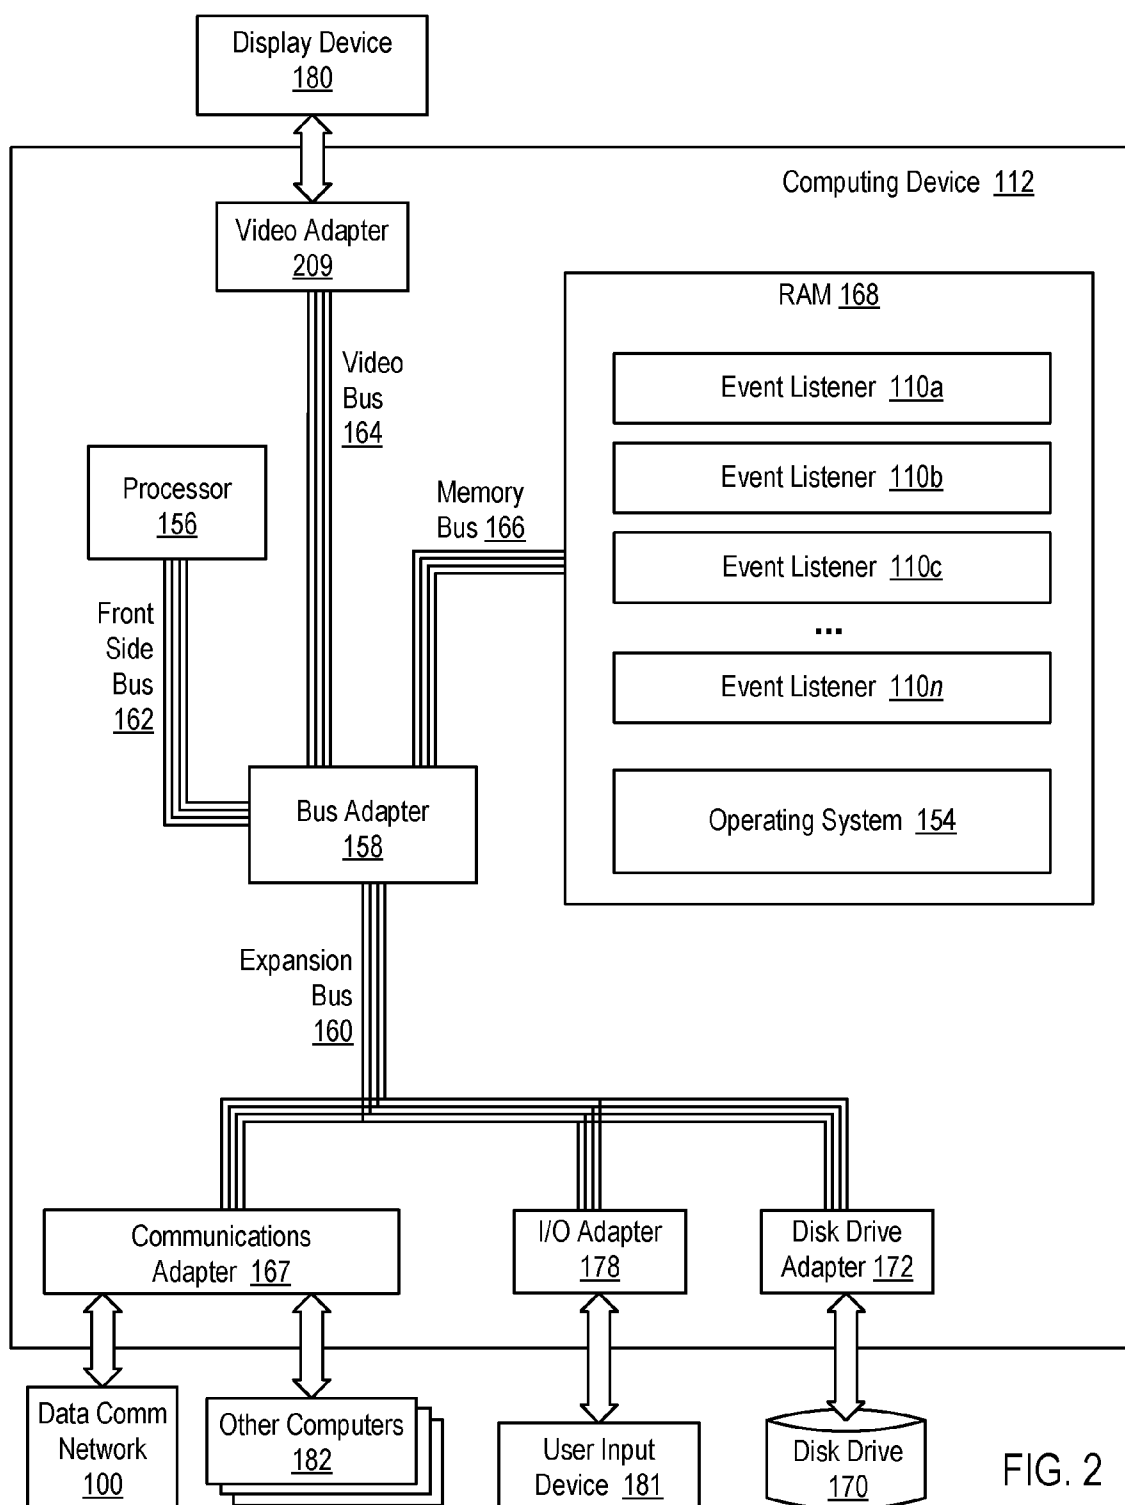 Display Device
180
Computing Device 112
Video Adapter
209
RAM 168
Video
Bus
164
Event Listener 110a
Processor
156
Memory
Bus 166
Event Listener 110b
Event Listener 110c
Front
Side
Bus
162
...
Event Listener 110n
Bus Adapter
158
Operating System 154
Expansion
Bus
160
Communications
Adapter 167
I/O Adapter
178
Disk Drive
Adapter 172
Data Comm
Network
100
Other Computers
182
User Input
Device 181
Disk Drive
170
FIG. 2